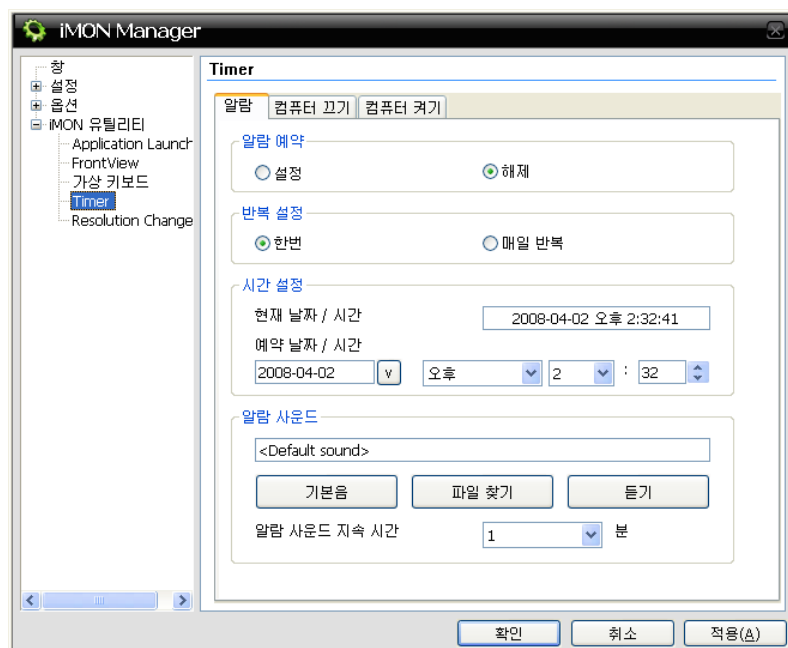 iMON Manager
창
설정
옵션
iMON 유틸리티
Application Launch
FrontView
가상 키보드
Timer
Resolution Change
Timer
알람 컴퓨터 끄기 컴퓨터 켜기
알람 예약
설정 해제
반복 설정
한번 매일 반복
시간 설정
현재 날짜 / 시간 2008-04-02 오후 2:32:41
예약 날짜 / 시간
2008-04-02 v 오후 2 : 32
알람 사운드
<Default sound>
기본음 파일 찾기 듣기
알람 사운드 지속 시간 1 분
확인 취소 적용(A)